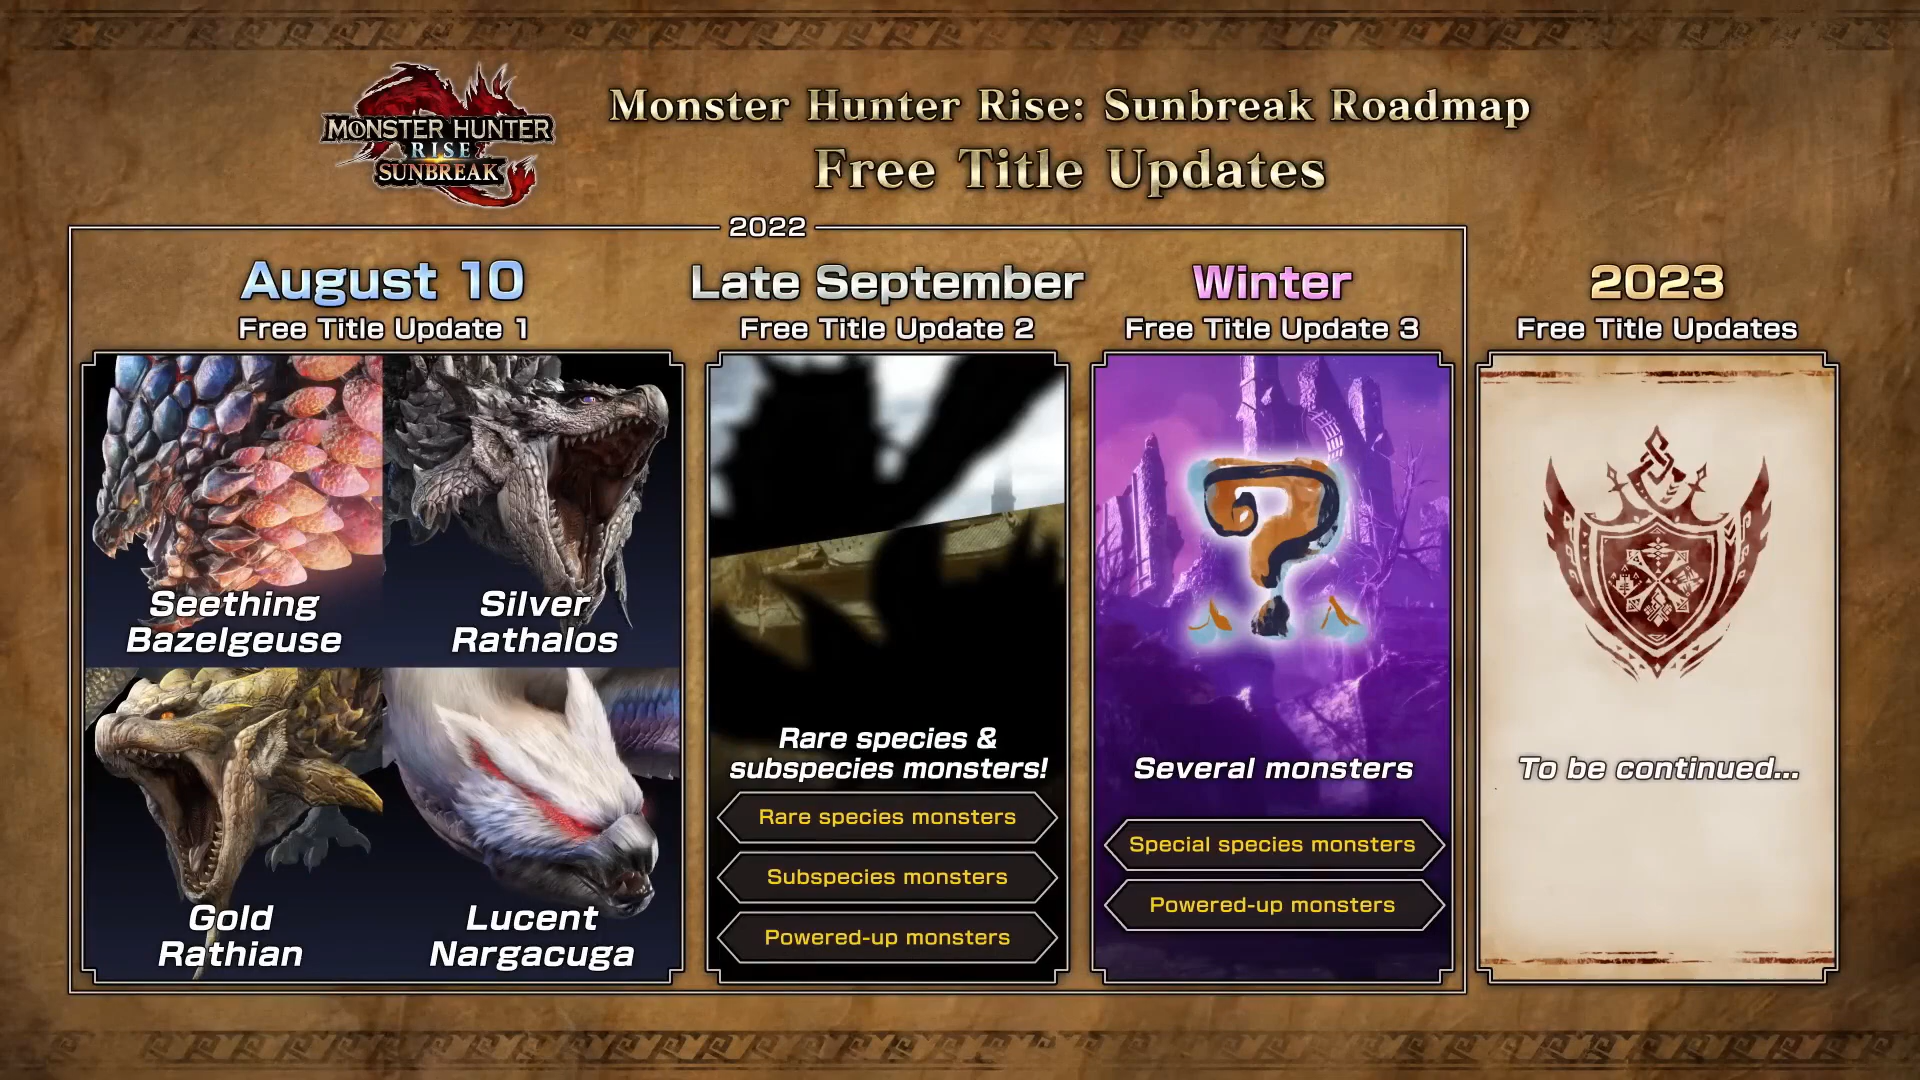 MONSTER HUNTER
RISE
SUNBREAK
Monster Hunter Rise: Sunbreak Roadmap
Free Title Updates
2022
August 10
Free Title Update 1
Seething
Bazelgeuse
Silver
Rathalos
Gold
Rathian
Lucent
Nargacuga
Late September
Free Title Update 2
Rare species &
subspecies monsters!
Rare species monsters
Subspecies monsters
Powered-up monsters
Winter
Free Title Update 3
Several monsters
Special species monsters
Powered-up monsters
2023
Free Title Updates
To be continued...